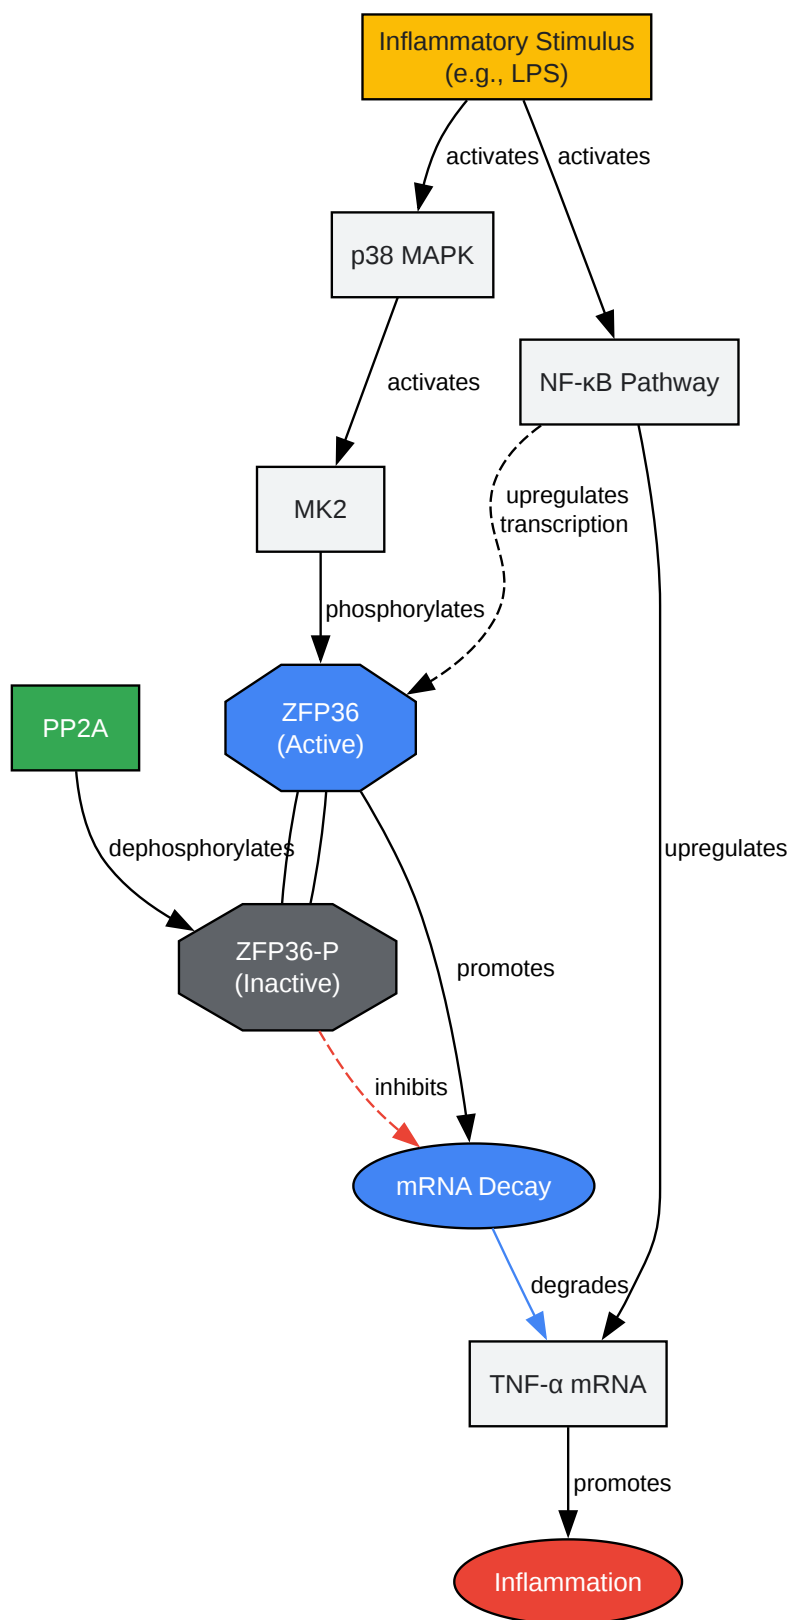 Inflammatory Stimulus
(e.g., LPS)
activates
activates
p38 MAPK
NF-κB Pathway
activates
MK2
upregulates
transcription
phosphorylates
PP2A
ZFP36
(Active)
dephosphorylates
upregulates
ZFP36-P
(Inactive)
promotes
inhibits
mRNA Decay
degrades
TNF-α mRNA
promotes
Inflammation